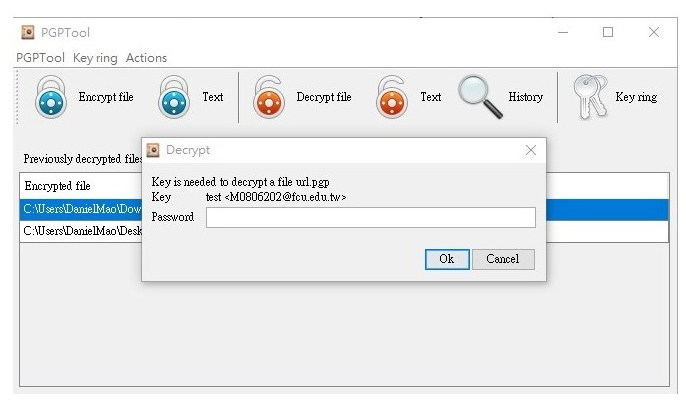 PGPTool
PGPTool Key ring Actions
Encrypt file Text Decrypt file Text History Key ring
Previously decrypted files
Encrypted file
C:\Users\DanielMao\Dow
C:\Users\DanielMao\Desk
Decrypt
Key is needed to decrypt a file url.pgp
Key test <M0806202@fcu.edu.tw>
Password
Ok Cancel